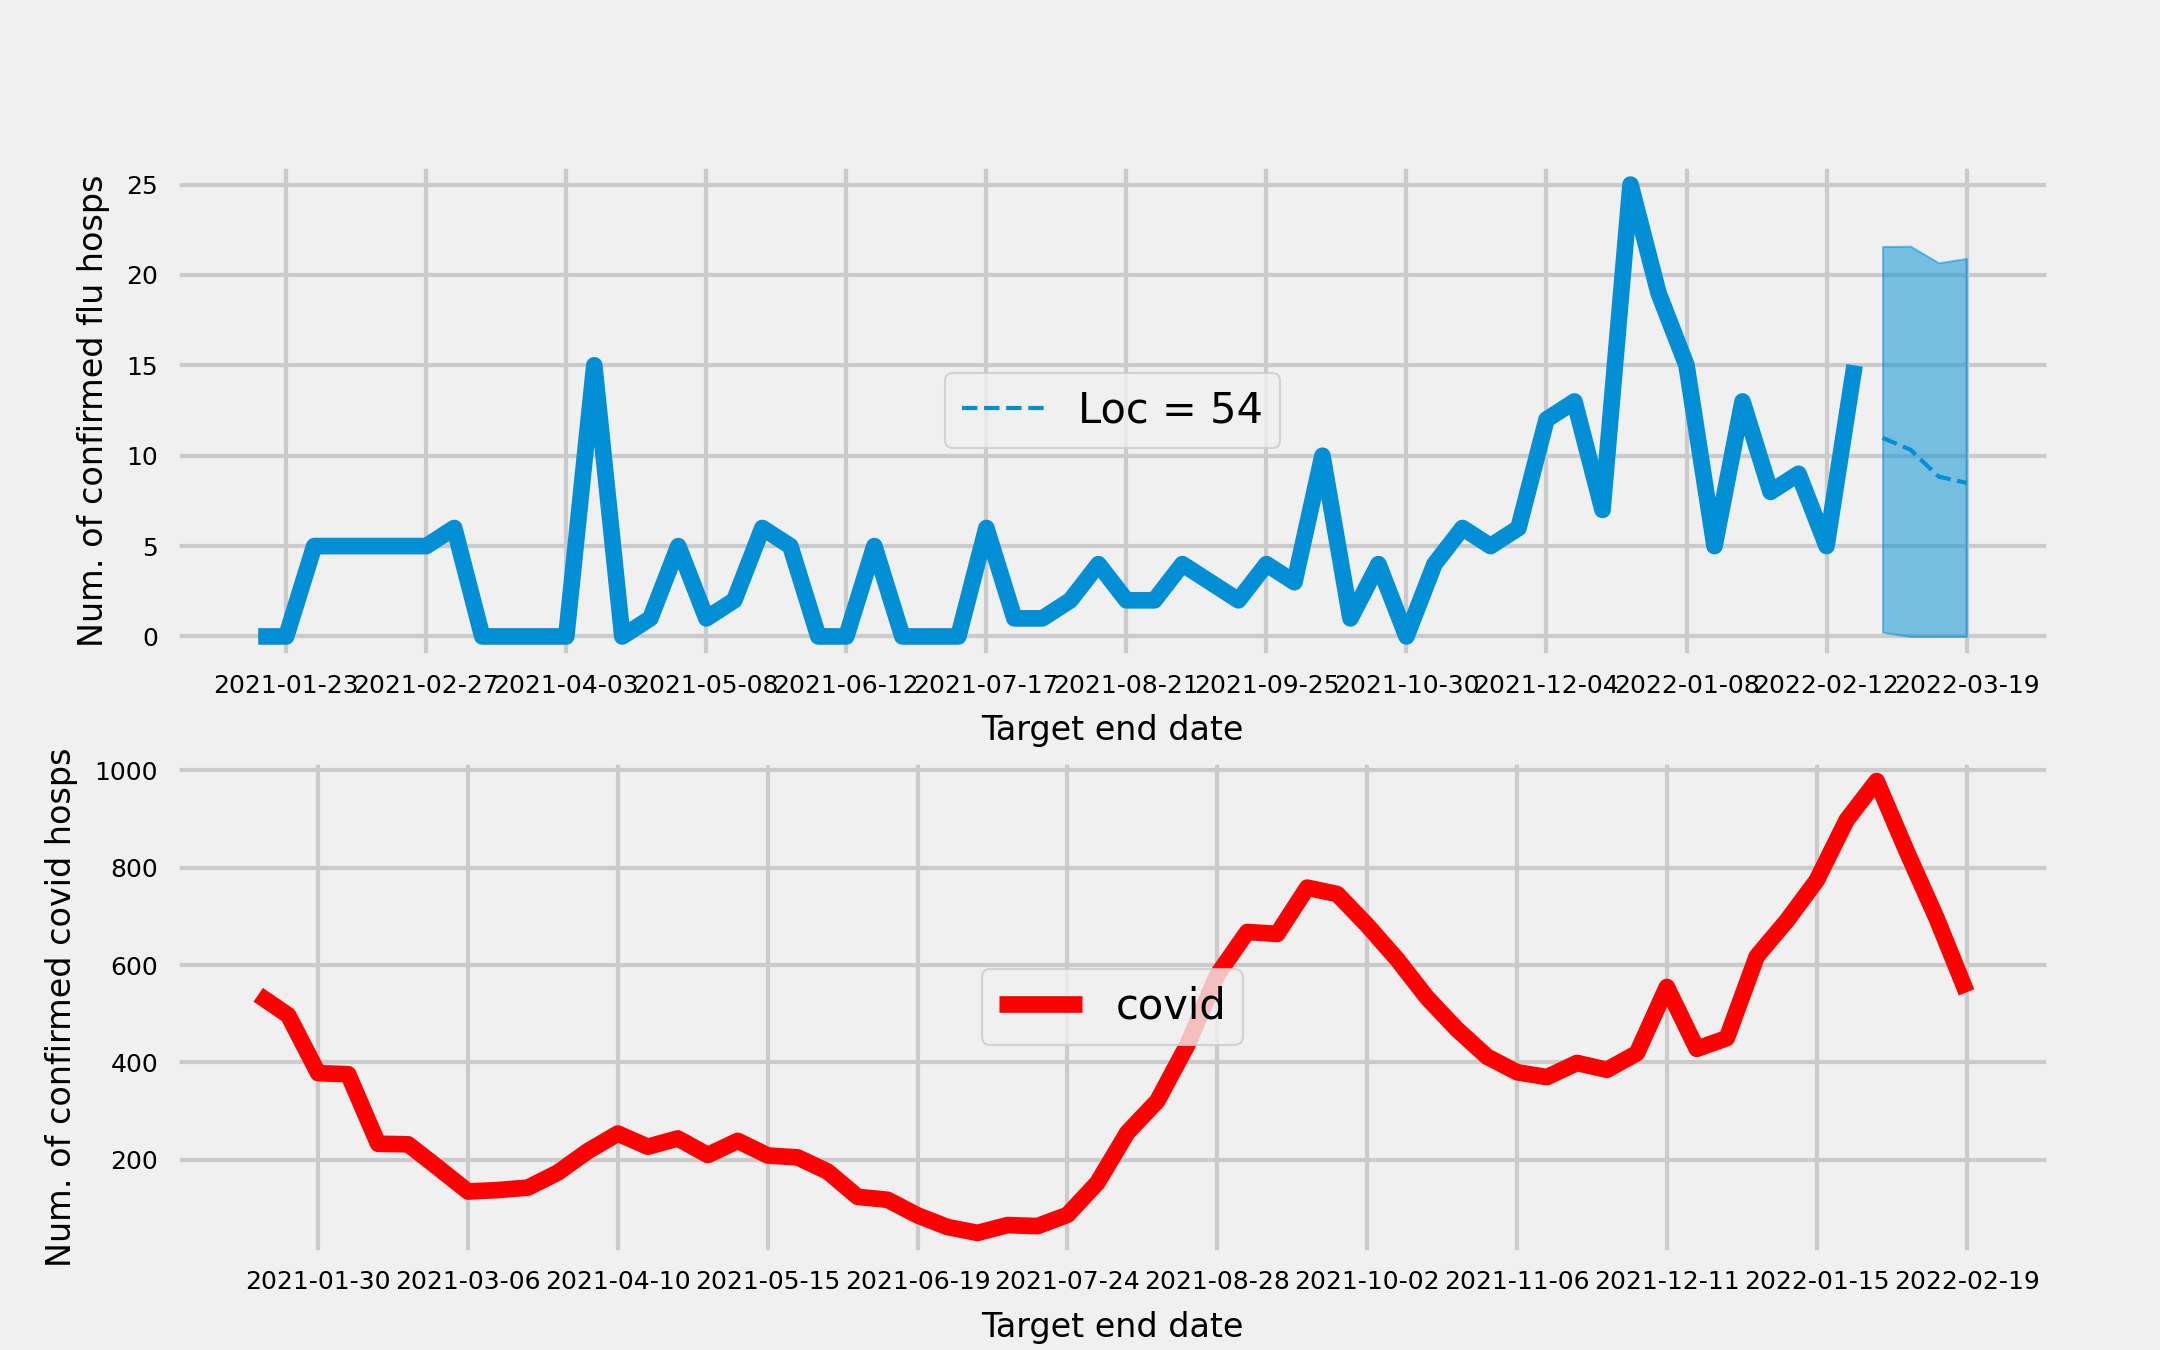 Num. of confirmed flu hosps
25
20
15
10
5
0
Loc = 54
2021-01-23 2021-02-27 2021-04-03 2021-05-08 2021-06-12 2021-07-17 2021-08-21 2021-09-25 2021-10-30 2021-12-04 2022-01-08 2022-02-12 2022-03-19
Target end date
Num. of confirmed covid hosps
1000
800
600
400
200
covid
2021-01-30 2021-03-06 2021-04-10 2021-05-15 2021-06-19 2021-07-24 2021-08-28 2021-10-02 2021-11-06 2021-12-11 2022-01-15 2022-02-19
Target end date